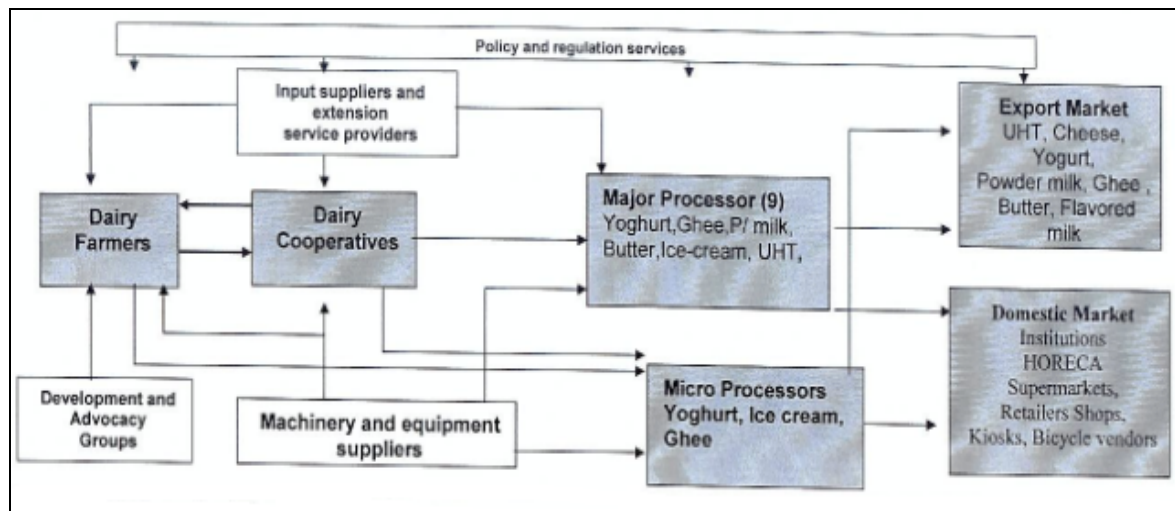 Policy and regulation services
Input suppliers and
extension
service providers
Export Market
UHT, Cheese,
Yogurt,
Powder milk, Ghee ,
Butter, Flavored
milk
Dairy
Farmers
Dairy
Cooperatives
Major Processor (9)
Yoghurt,Ghee,P/ milk,
Butter,Ice-cream, UHT,
Domestic Market
Institutions
HORECA
Supermarkets,
Retailers Shops,
Kiosks, Bicycle vendors
Development and
Advocacy
Groups
Machinery and equipment
suppliers
Micro Processors
Yoghurt, Ice cream,
Ghee